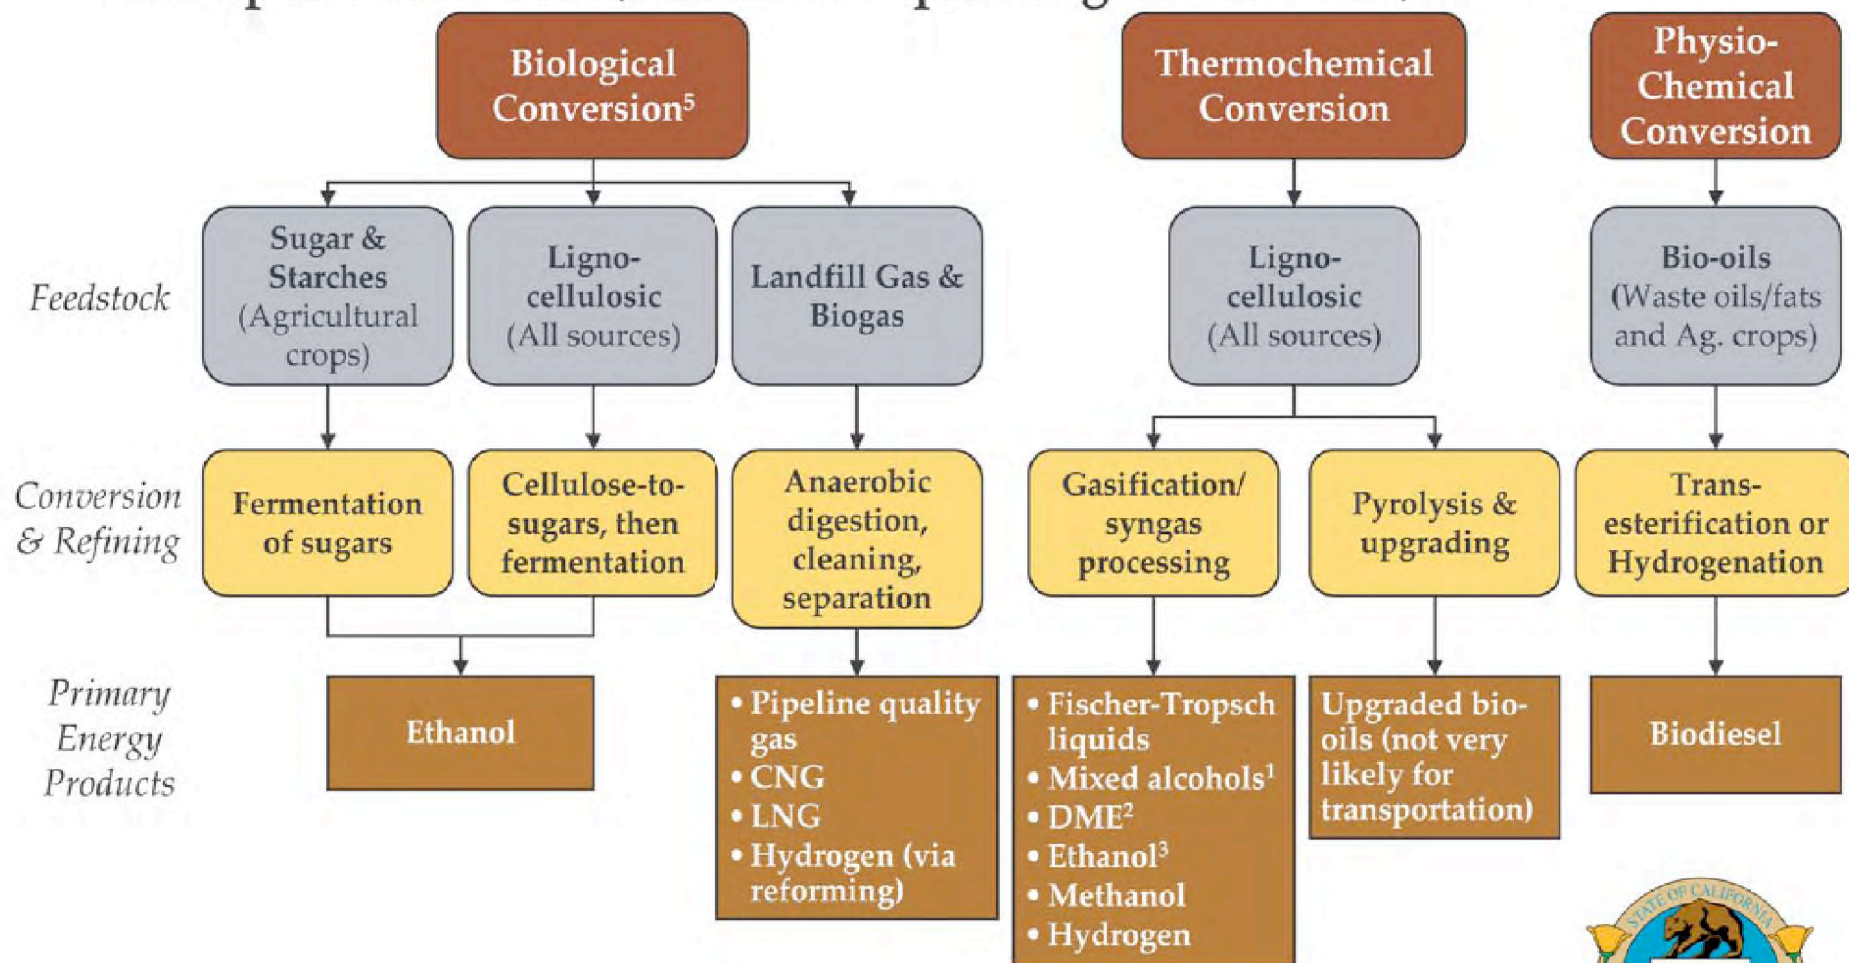 Biological
Conversion⁵
Thermochemical
Conversion
Physio-
Chemical
Conversion
Feedstock
Sugar &
Starches
(Agricultural
crops)
Ligno-
cellulosic
(All sources)
Landfill Gas &
Biogas
Ligno-
cellulosic
(All sources)
Bio-oils
(Waste oils/fats
and Ag. crops)
Conversion
& Refining
Fermentation
of sugars
Cellulose-to-
sugars, then
fermentation
Anaerobic
digestion,
cleaning,
separation
Gasification/
syngas
processing
Pyrolysis &
upgrading
Trans-
esterification or
Hydrogenation
Primary
Energy
Products
Ethanol
• Pipeline quality
gas
• CNG
• LNG
• Hydrogen (via
reforming)
• Fischer-Tropsch
liquids
• Mixed alcohols¹
• DME²
• Ethanol³
• Methanol
• Hydrogen
Upgraded bio-
oils (not very
likely for
transportation)
Biodiesel
STATE OF CALIFORNIA